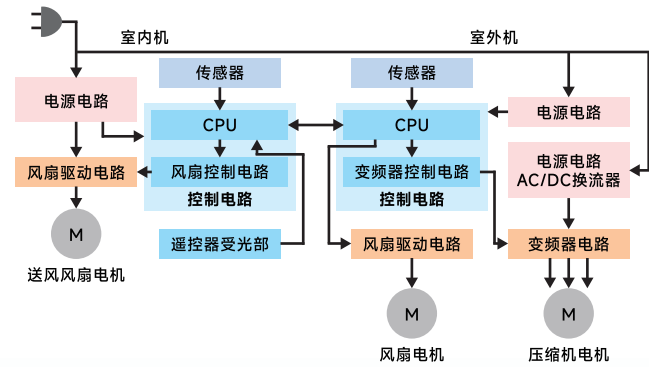 室内机
室外机
传感器
传感器
电源电路
CPU
CPU
电源电路
风扇驱动电路
风扇控制电路
变频器控制电路
电源电路
AC/DC换流器
控制电路
控制电路
M
遥控器受光部
风扇驱动电路
变频器电路
送风风扇电机
M
M
风扇电机
压缩机电机